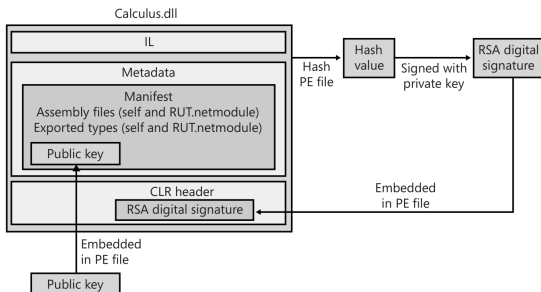 Calculus.dll
IL
Metadata
Manifest
Assembly files (self and RUT.netmodule)
Exported types (self and RUT.netmodule)
Public key
CLR header
RSA digital signature
Hash
PE file
Hash
value
Signed with
private key
RSA digital
signature
Embedded
in PE file
Embedded
in PE file
Public key